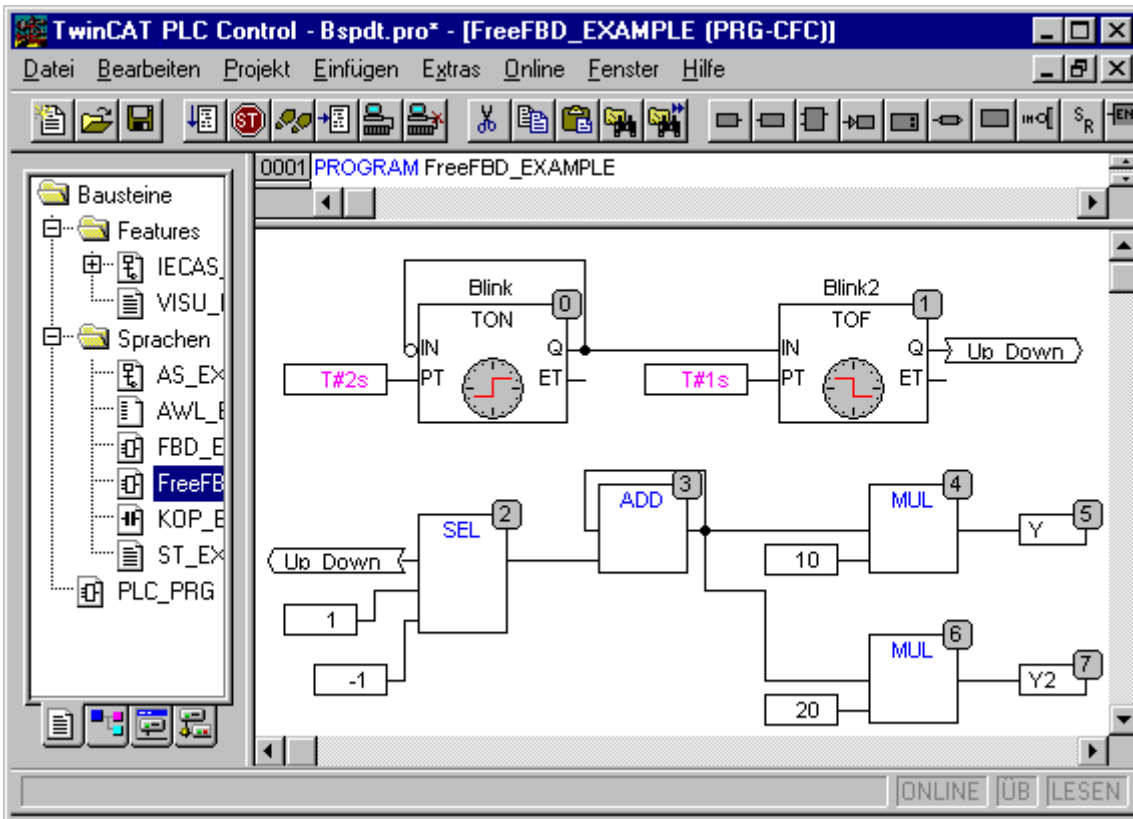 TwinCAT PLC Control - Bspdt.pro* - [FreeFBD_EXAMPLE (PRG-CFC)]
Datei Bearbeiten Projekt Einfügen Extras Online Fenster Hilfe
ST
S
R
EN
0001 PROGRAM FreeFBD_EXAMPLE
Bausteine
Features
IECAS_
VISU_
Sprachen
AS_EX
AWL_E
FBD_E
FreeFB
KOP_E
ST_EX
PLC_PRG
Blink
0
TON
IN Q
T#2s PT ET
Blink2
1
TOF
IN Q Up_Down
T#1s PT ET
SEL 2
Up_Down
1
-1
ADD 3
MUL 4
10
Y 5
MUL 6
20
Y2 7
ONLINE ÜB LESEN